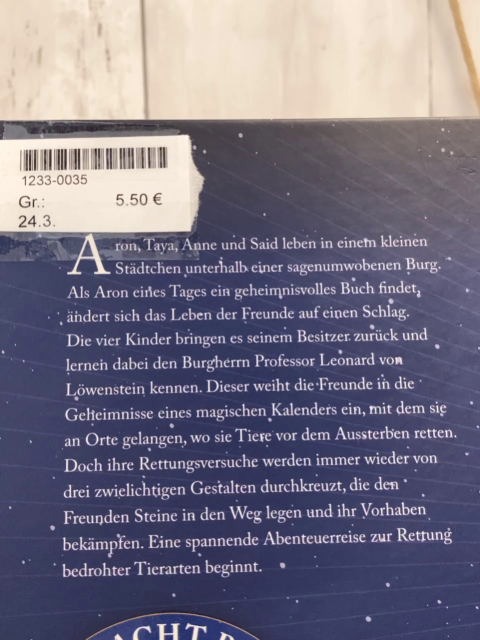 1233-0035
Gr.: 5.50 €
24.3.
Aron, Taya, Anne und Said leben in einem kleinen
Städtchen unterhalb einer sagenumwobenen Burg.
Als Aron eines Tages ein geheimnisvolles Buch findet,
ändert sich das Leben der Freunde auf einen Schlag.
Die vier Kinder bringen es seinem Besitzer zurück und
lernen dabei den Burgherrn Professor Leonard von
Löwenstein kennen. Dieser weiht die Freunde in die
Geheimnisse eines magischen Kalenders ein, mit dem sie
an Orte gelangen, wo sie Tiere vor dem Aussterben retten.
Doch ihre Rettungsversuche werden immer wieder von
drei zwielichtigen Gestalten durchkreuzt, die den
Freunden Steine in den Weg legen und ihr Vorhaben
bekämpfen. Eine spannende Abenteuerreise zur Rettung
bedrohter Tierarten beginnt.